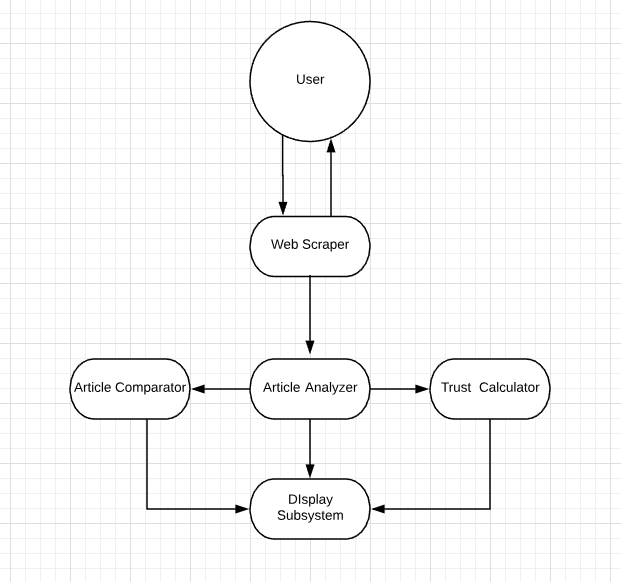 User
Web Scraper
Article Comparator
Article Analyzer
Trust Calculator
DIsplay
Subsystem